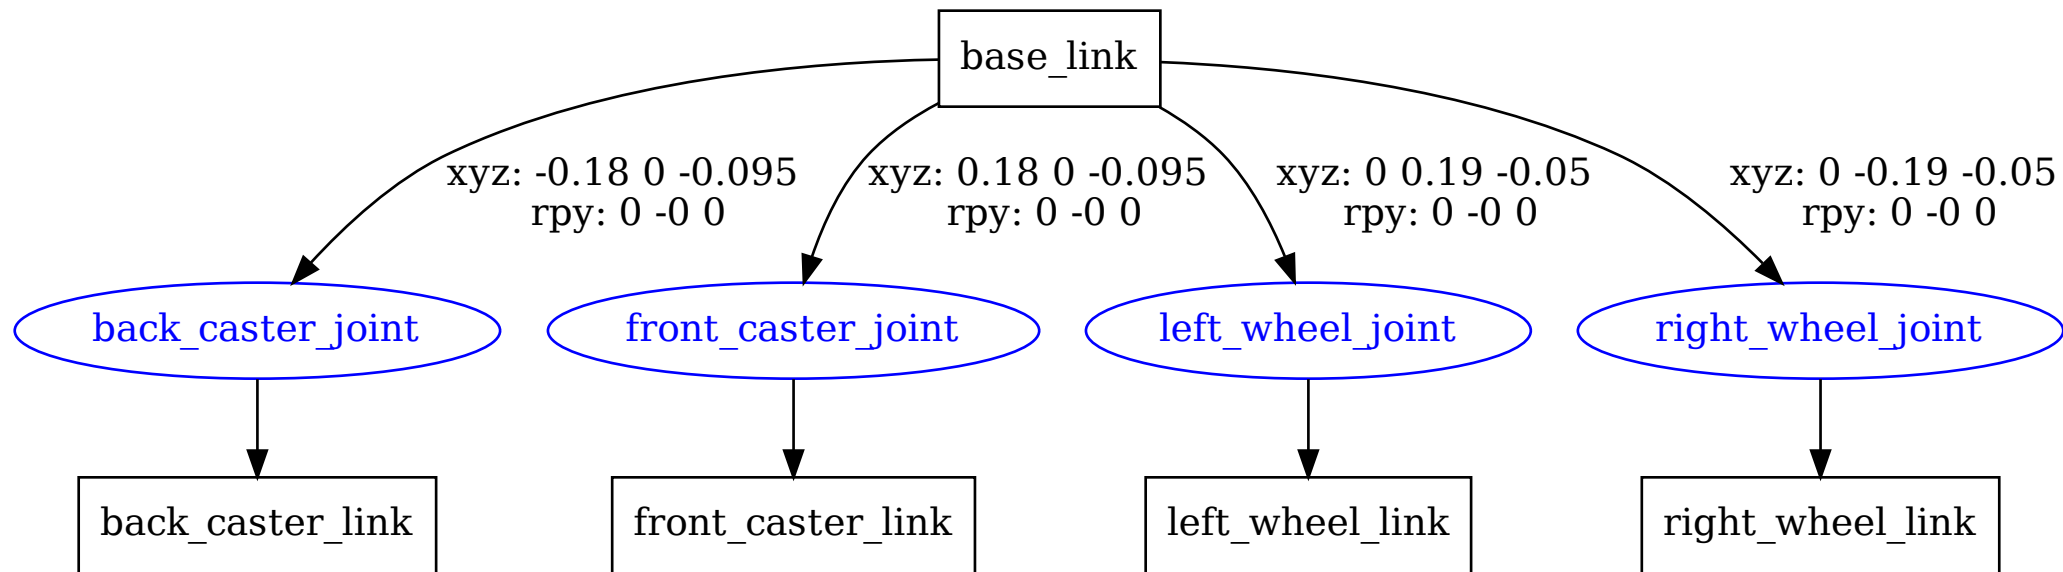 base_link
xyz: -0.18 0 -0.095
rpy: 0 -0 0
xyz: 0.18 0 -0.095
rpy: 0 -0 0
xyz: 0 0.19 -0.05
rpy: 0 -0 0
xyz: 0 -0.19 -0.05
rpy: 0 -0 0
back_caster_joint
front_caster_joint
left_wheel_joint
right_wheel_joint
back_caster_link
front_caster_link
left_wheel_link
right_wheel_link